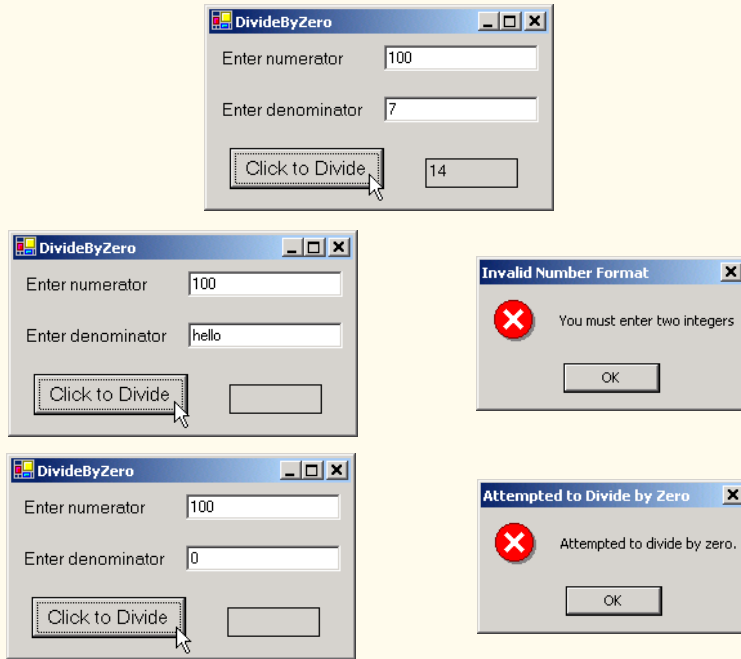 DivideByZero
Enter numerator 100
Enter denominator 7
Click to Divide 14
DivideByZero
Enter numerator 100
Enter denominator hello
Click to Divide
Invalid Number Format
You must enter two integers
OK
DivideByZero
Enter numerator 100
Enter denominator 0
Click to Divide
Attempted to Divide by Zero
Attempted to divide by zero.
OK